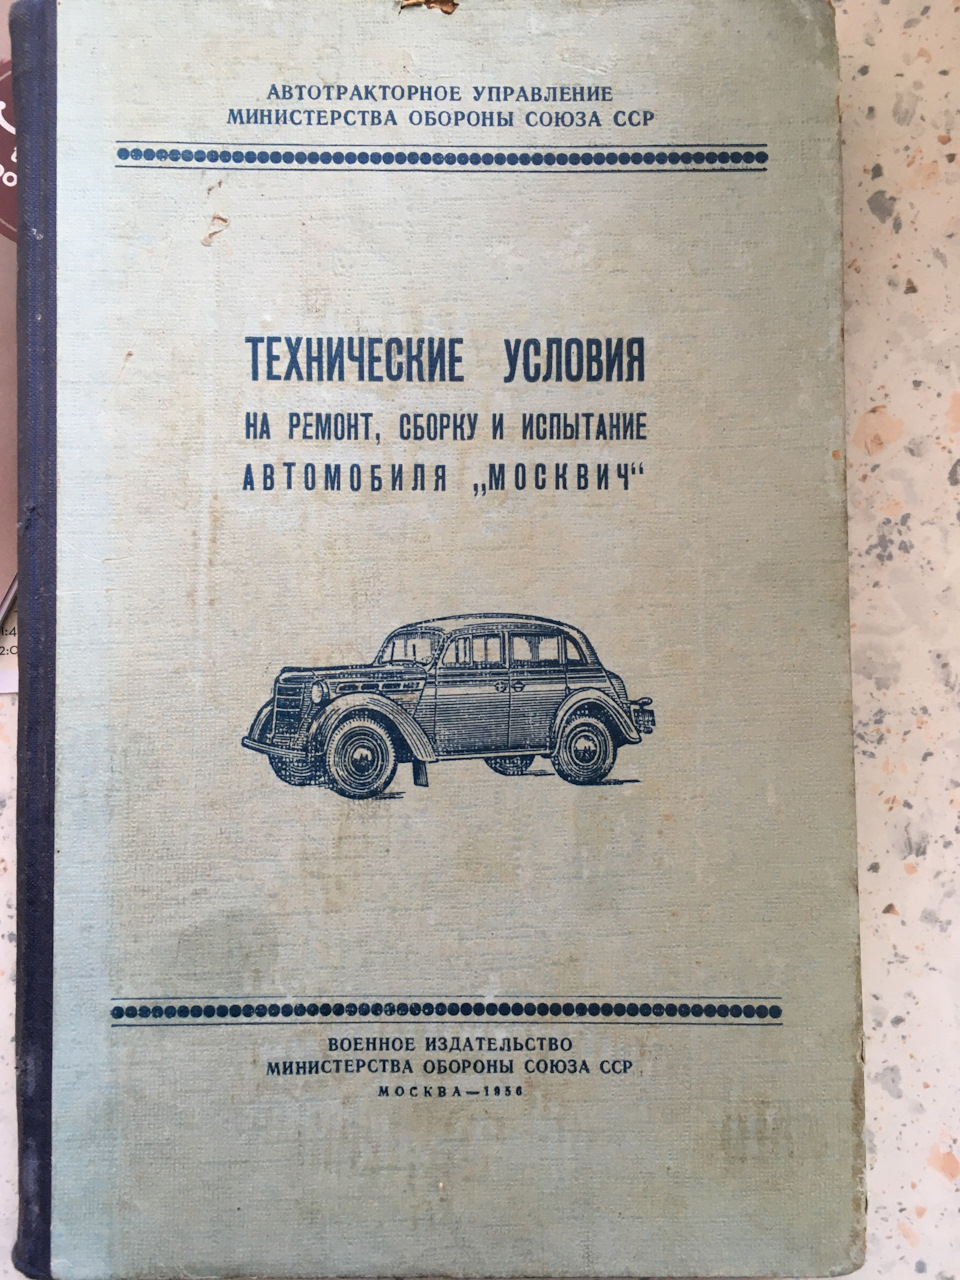 АВТОТРАКТОРНОЕ УПРАВЛЕНИЕ
МИНИСТЕРСТВА ОБОРОНЫ СОЮЗА ССР
ТЕХНИЧЕСКИЕ УСЛОВИЯ
НА РЕМОНТ, СБОРКУ И ИСПЫТАНИЕ
АВТОМОБИЛЯ „МОСКВИЧ“
ВОЕННОЕ ИЗДАТЕЛЬСТВО
МИНИСТЕРСТВА ОБОРОНЫ СОЮЗА ССР
МОСКВА—1956